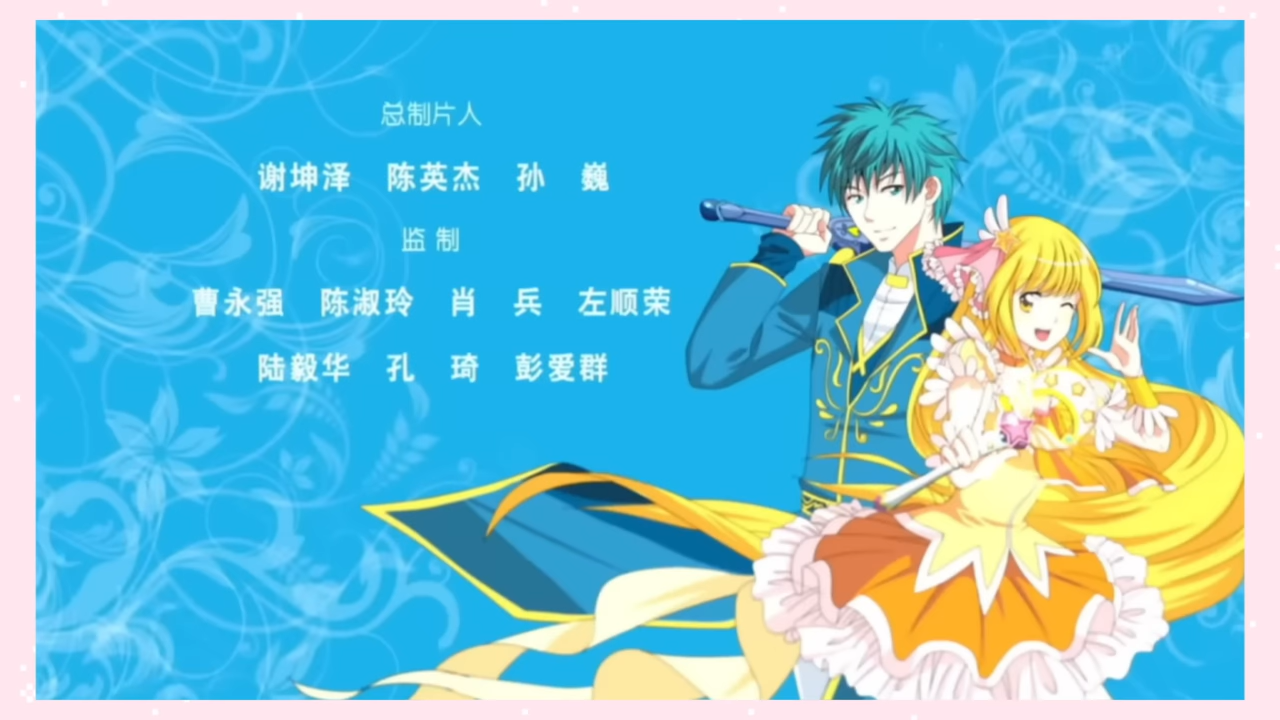 总制片人
谢坤泽 陈英杰 孙 巍
监 制
曹永强 陈淑玲 肖 兵 左顺荣
陆毅华 孔 琦 彭爱群